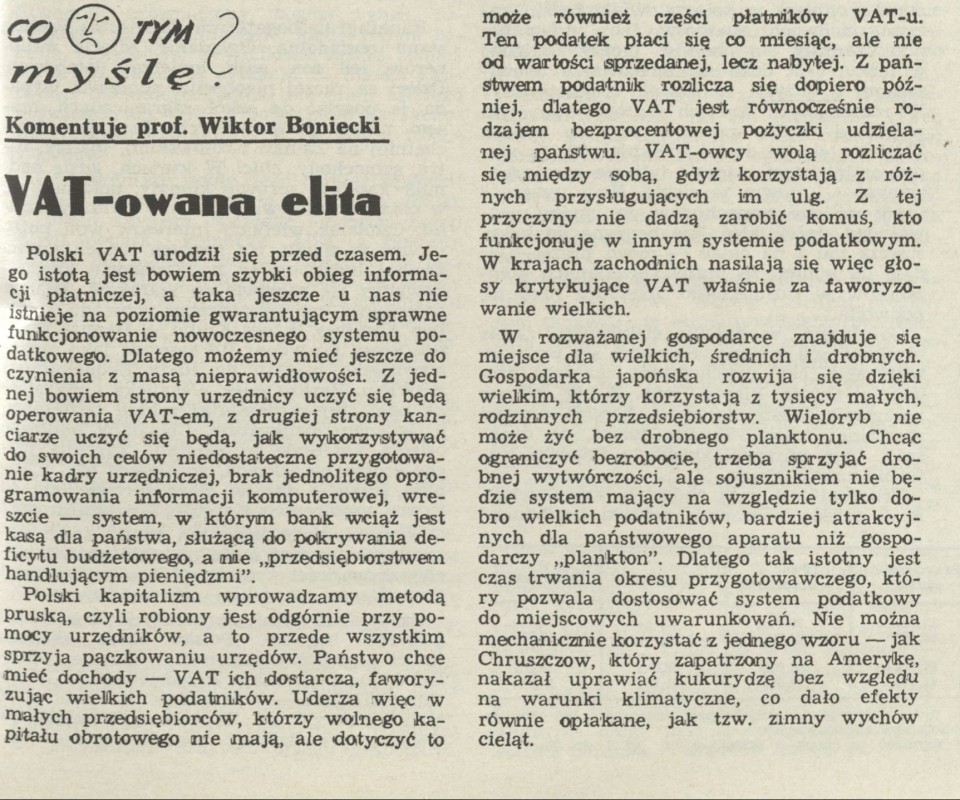 CO TYM
myślę?
Komentuje prof. Wiktor Boniecki
VAT-owana elita
Polski VAT urodził się przed czasem. Je-
go istotą jest bowiem szybki obieg informa-
cji płatniczej, a taka jeszcze u nas nie
istnieje na poziomie gwarantującym sprawne
funkcjonowanie nowoczesnego systemu po-
datkowego. Dlatego możemy mieć jeszcze do
czynienia z masą nieprawidłowości. Z jed-
nej bowiem strony urzędnicy uczyć się będą
operowania VAT-em, z drugiej strony kan-
ciarze uczyć się będą, jak wykorzystywać
do swoich celów niedostateczne przygotowa-
nie kadry urzędniczej, brak jednolitego opro-
gramowania informacji komputerowej, wre-
szcie — system, w którym bank wciąż jest
kasą dla państwa, służącą do pokrywania de-
ficytu budżetowego, a nie „przedsiębiorstwem
handlującym pieniędzmi”.
Polski kapitalizm wprowadzamy metodą
pruską, czyli robiony jest odgórnie przy po-
mocy urzędników, a to przede wszystkim
sprzyja pączkowaniu urzędów. Państwo chce
mieć dochody — VAT ich dostarcza, fawory-
zując wielkich podatników. Uderza więc w
małych przedsiębiorców, którzy wolnego ka-
pitału obrotowego nie mają, ale dotyczyć to
może również części płatników VAT-u.
Ten podatek płaci się co miesiąc, ale nie
od wartości sprzedanej, lecz nabytej. Z pań-
stwem podatnik rozlicza się dopiero póź-
niej, dlatego VAT jest równocześnie ro-
dzajem bezprocentowej pożyczki udziela-
nej państwu. VAT-owcy wolą rozliczać
się między sobą, gdyż korzystają z róż-
nych przysługujących im ulg. Z tej
przyczyny nie dadzą zarobić komuś, kto
funkcjonuje w innym systemie podatkowym.
W krajach zachodnich nasilają się więc gło-
sy krytykujące VAT właśnie za faworyzo-
wanie wielkich.
W rozważanej gospodarce znajduje się
miejsce dla wielkich, średnich i drobnych.
Gospodarka japońska rozwija się dzięki
wielkim, którzy korzystają z tysięcy małych,
rodzinnych przedsiębiorstw. Wieloryb nie
może żyć bez drobnego planktonu. Chcąc
ograniczyć bezrobocie, trzeba sprzyjać dro-
bnej wytwórczości, ale sojusznikiem nie bę-
dzie system mający na względzie tylko do-
bro wielkich podatników, bardziej atrakcyj-
nych dla państwowego aparatu niż gospo-
darczy „plankton”. Dlatego tak istotny jest
czas trwania okresu przygotowawczego, któ-
ry pozwala dostosować system podatkowy
do miejscowych uwarunkowań. Nie można
mechanicznie korzystać z jednego wzoru — jak
Chruszczow, który zapatrzony na Amerykę,
nakazał uprawiać kukurydzę bez względu
na warunki klimatyczne, co dało efekty
równie opłakane, jak tzw. zimny wychów
cieląt.